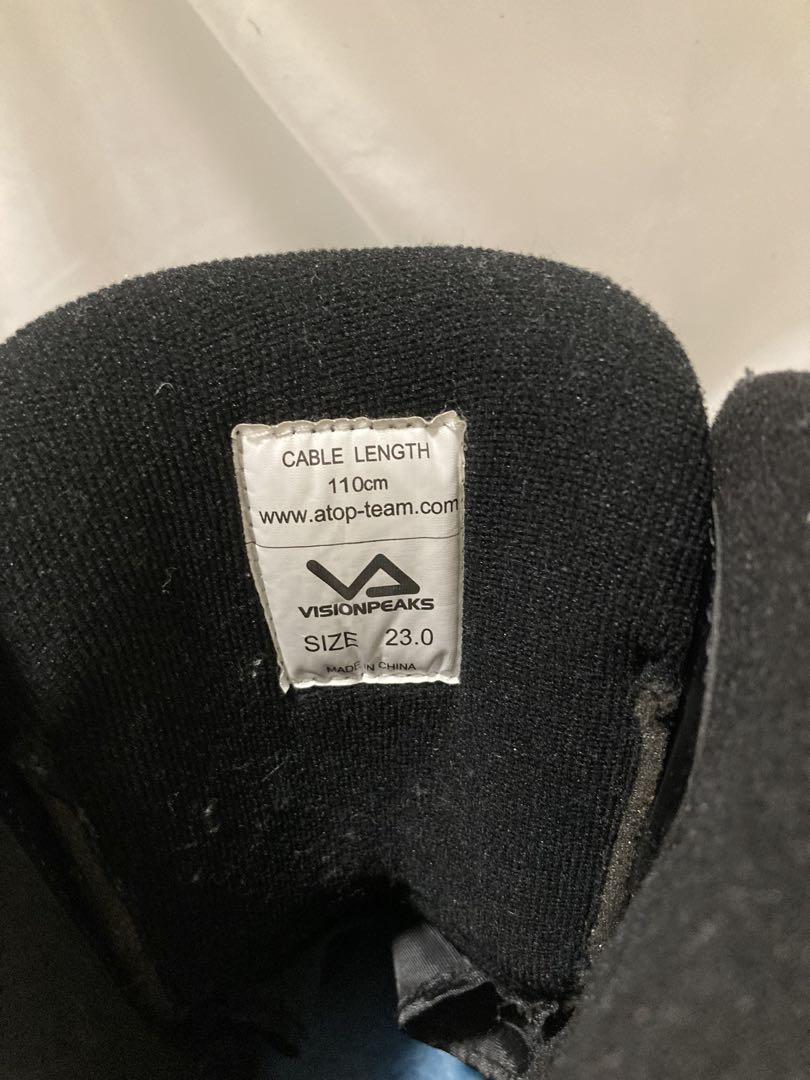 CABLE LENGTH
110cm
www.atop-team.com
VISIONPEAKS
SIZE 23.0
MADE IN CHINA